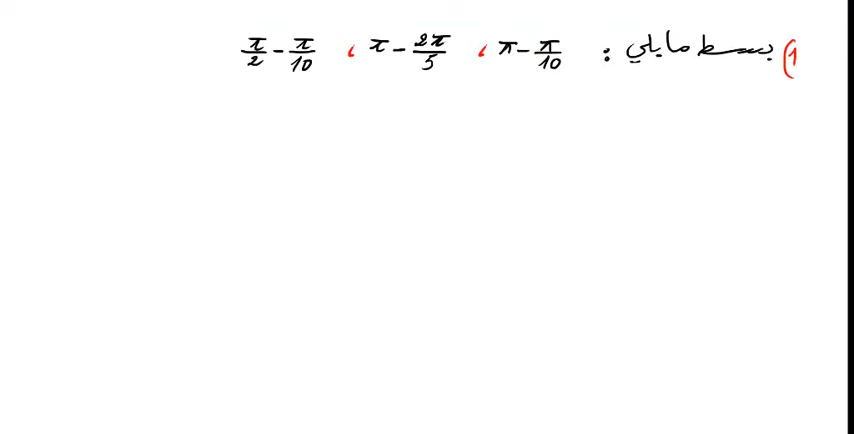 1) بسط مايلي : π - π/10 ، π - 2π/5 ، π/2 - π/10